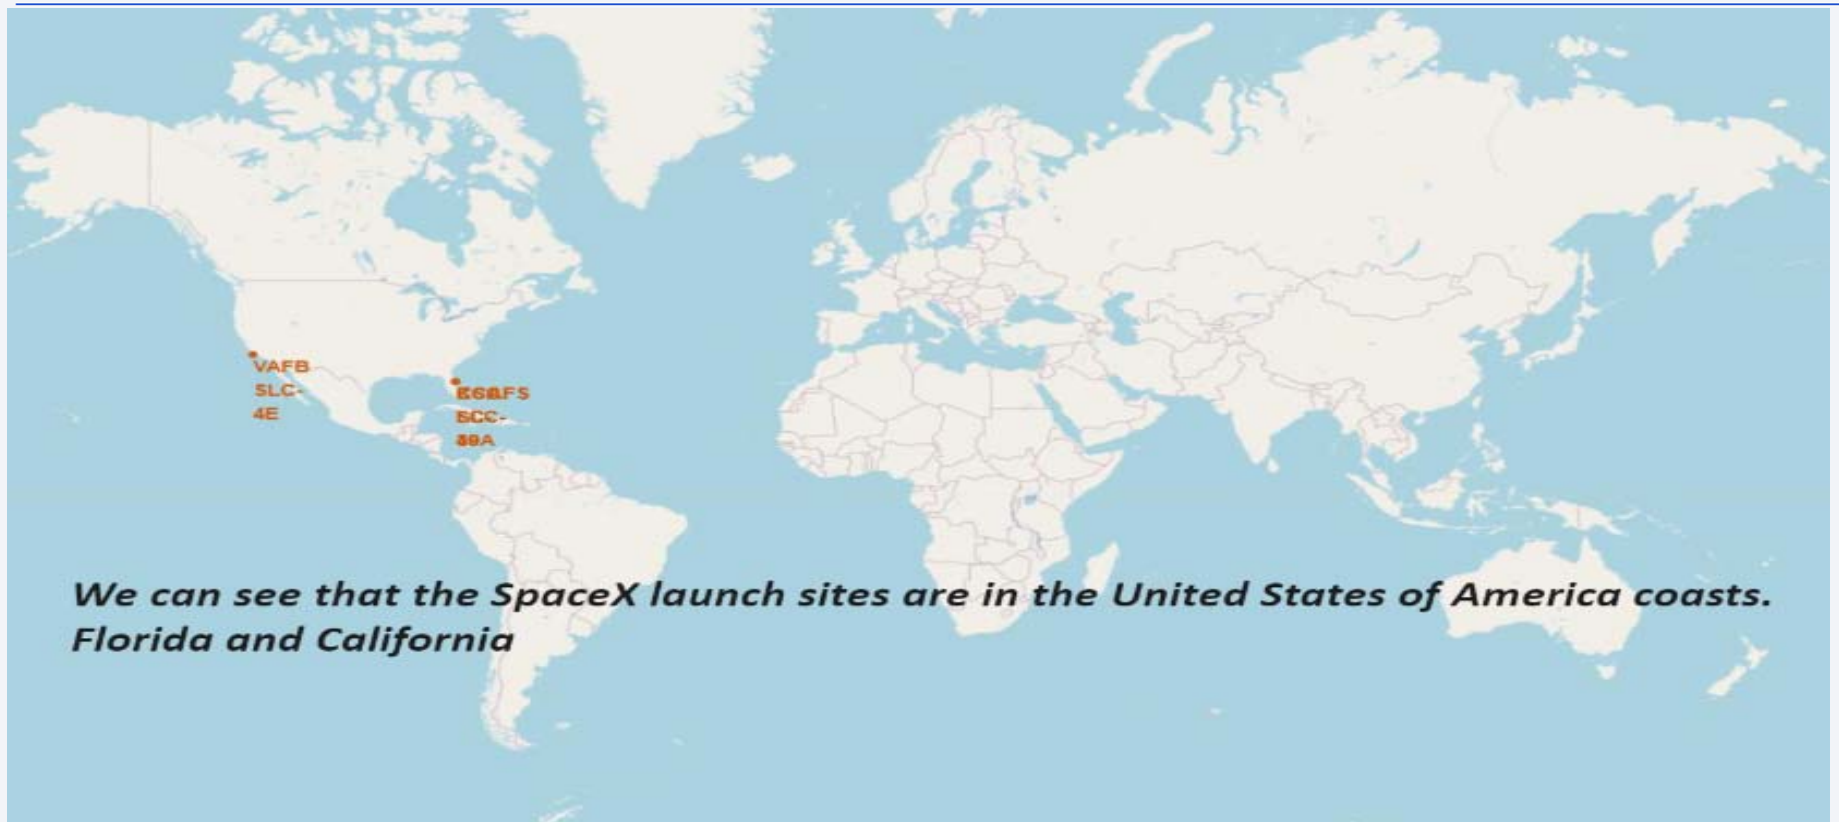 VAFB
SLC-
4E
We can see that the SpaceX launch sites are in the United States of America coasts.
Florida and California